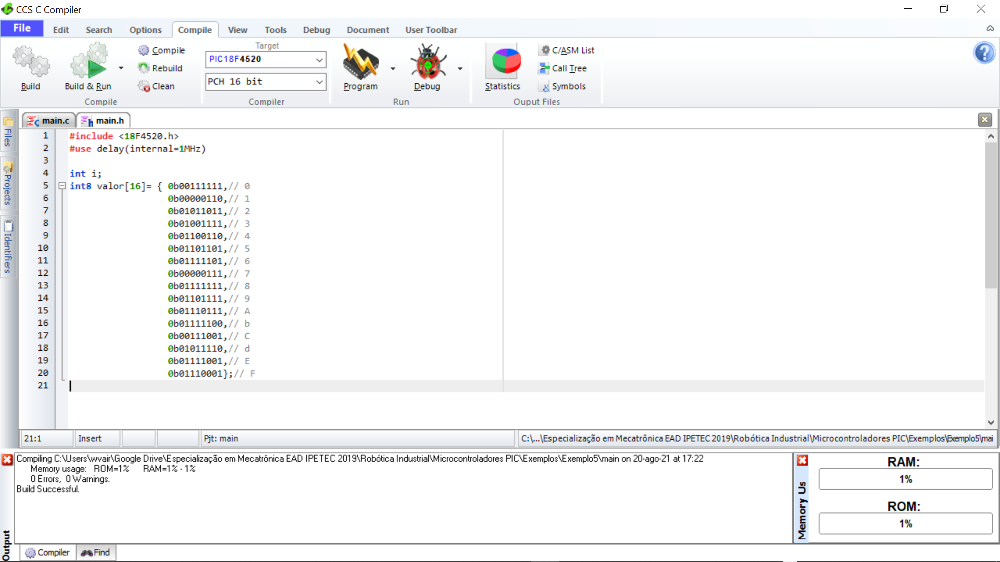 CCS C Compiler
File Edit Search Options Compile View Tools Debug Document User Toolbar
Build
Build & Run
Compile
Rebuild
Clean
Compile
Target
PIC18F4520
PCH 16 bit
Compiler
Program
Debug
Run
Statistics
C/ASM List
Call Tree
Symbols
Ouput Files
Files
Projects
Identifiers
main.c main.h
1 #include <18F4520.h>
2 #use delay(internal=1MHz)
3
4 int i;
5 int8 valor[16]= { 0b00111111,// 0
6 0b00000110,// 1
7 0b01011011,// 2
8 0b01001111,// 3
9 0b01100110,// 4
10 0b01101101,// 5
11 0b01111101,// 6
12 0b00000111,// 7
13 0b01111111,// 8
14 0b01101111,// 9
15 0b01110111,// A
16 0b01111100,// b
17 0b00111001,// C
18 0b01011110,// d
19 0b01111001,// E
20 0b01110001};// F
21
21:1 Insert Pjt: main C:\...\Especialização em Mecatrônica EAD IPETEC 2019\Robótica Industrial\Microcontroladores PIC\Exemplos\Exemplo5\mai
Compiling C:\Users\wvair\Google Drive\Especialização em Mecatrônica EAD IPETEC 2019\Robótica Industrial\Microcontroladores PIC\Exemplos\Exemplo5\main on 20-ago-21 at 17:22
Memory usage: ROM=1% RAM=1% - 1%
0 Errors, 0 Warnings.
Build Successful.
Output
Compiler Find
Memory Us
RAM:
1%
ROM:
1%